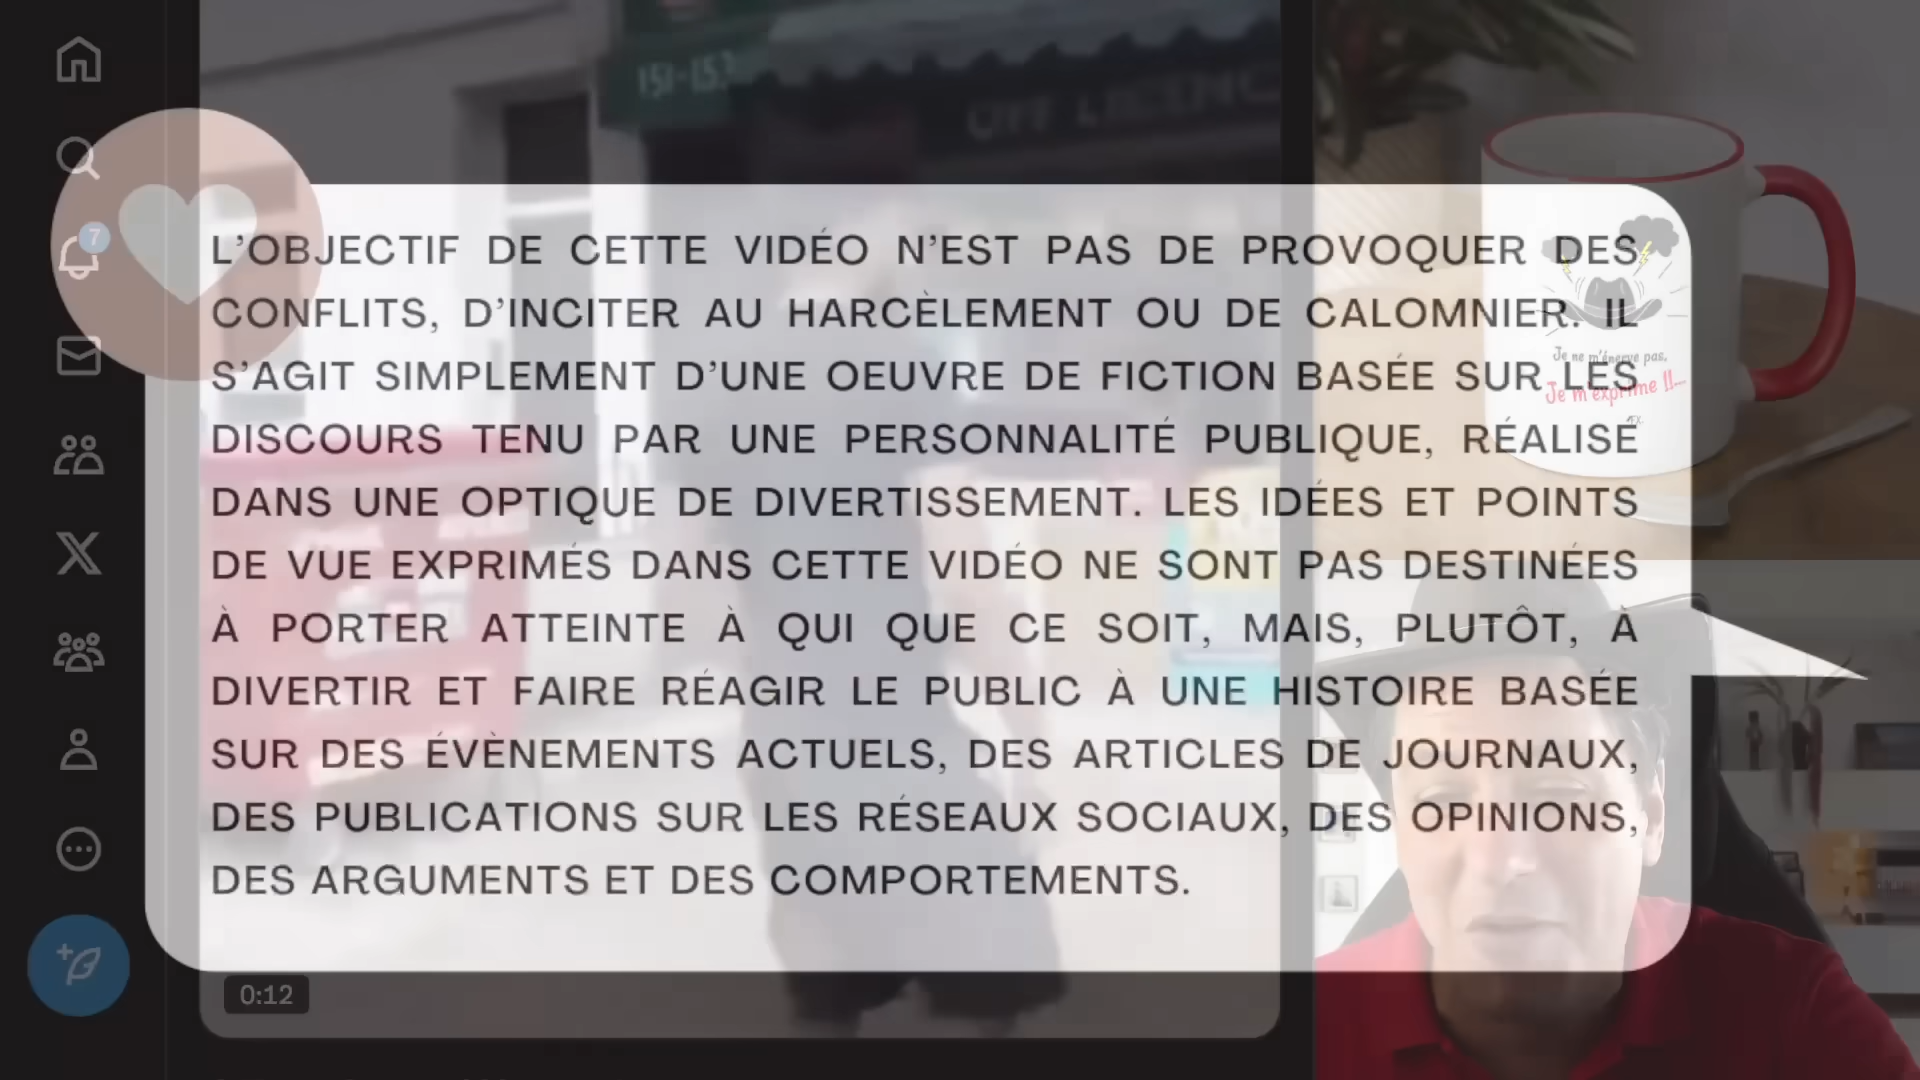 151-153
OFF LICENC
7
L'OBJECTIF DE CETTE VIDÉO N'EST PAS DE PROVOQUER DES
CONFLITS, D'INCITER AU HARCÈLEMENT OU DE CALOMNIER. IL
S'AGIT SIMPLEMENT D'UNE OEUVRE DE FICTION BASÉE SUR LES
DISCOURS TENU PAR UNE PERSONNALITÉ PUBLIQUE, RÉALISÉ
DANS UNE OPTIQUE DE DIVERTISSEMENT. LES IDÉES ET POINTS
DE VUE EXPRIMÉS DANS CETTE VIDÉO NE SONT PAS DESTINÉES
À PORTER ATTEINTE À QUI QUE CE SOIT, MAIS, PLUTÔT, À
DIVERTIR ET FAIRE RÉAGIR LE PUBLIC À UNE HISTOIRE BASÉE
SUR DES ÉVÈNEMENTS ACTUELS, DES ARTICLES DE JOURNAUX,
DES PUBLICATIONS SUR LES RÉSEAUX SOCIAUX, DES OPINIONS,
DES ARGUMENTS ET DES COMPORTEMENTS.
Je ne m'énerve pas,
Je m'exprime !!...
0:12